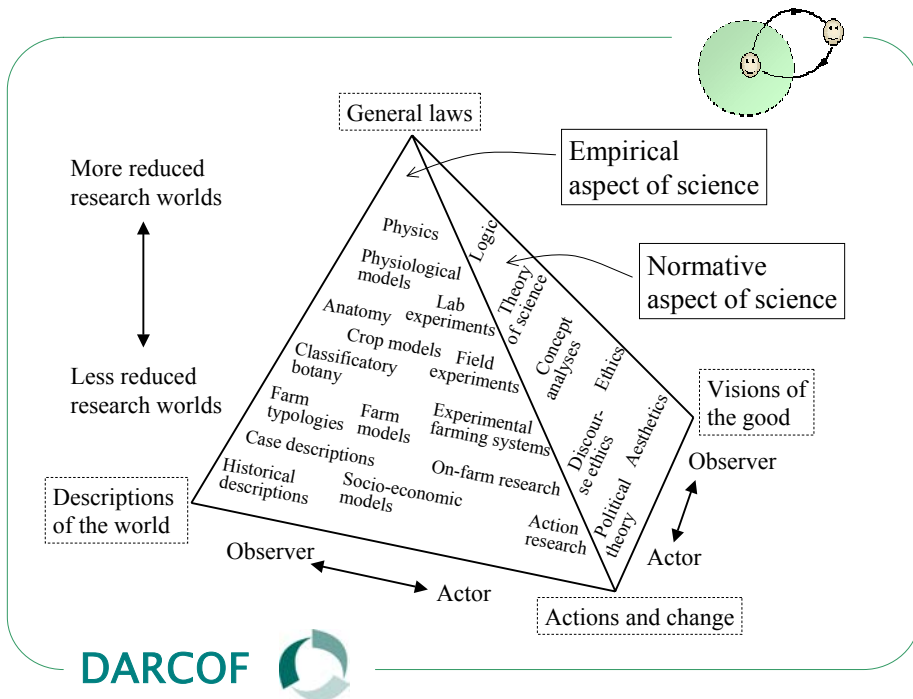 General laws
More reduced
research worlds
Empirical
aspect of science
Physics
Logic
Physiological
models
Theory
of science
Normative
aspect of science
Anatomy
Lab
experiments
Crop models
Field
experiments
Concept
analyses
Ethics
Less reduced
research worlds
Classificatory
botany
Visions of
the good
Farm
typologies
Farm
models
Experimental
farming systems
Discour-
se ethics
Aesthetics
Case descriptions
On-farm research
Observer
Historical
descriptions
Socio-economic
models
Descriptions
of the world
Action
research
Political
theory
Observer
Actor
Actor
Actions and change
DARCOF